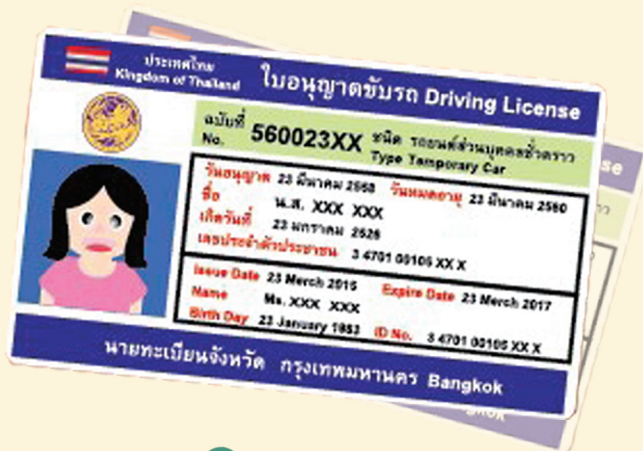 ประเทศไทย
Kingdom of Thailand
ใบอนุญาตขับรถ Driving License
ฉบับที่
No. 560023XX
ชนิด รถยนต์ส่วนบุคคลชั่วคราว
Type Temporary Car
วันอนุญาต 23 มีนาคม 2558 วันหมดอายุ 23 มีนาคม 2560
ชื่อ น.ส. XXX XXX
เกิดวันที่ 23 มกราคม 2526
เลขประจำตัวประชาชน 3 4701 00105 XX X
Issue Date 23 Merch 2015 Expire Date 23 Merch 2017
Name Ms. XXX XXX
Birth Day 23 January 1983 ID No. 3 4701 00105 XX X
นายทะเบียนจังหวัด กรุงเทพมหานคร Bangkok